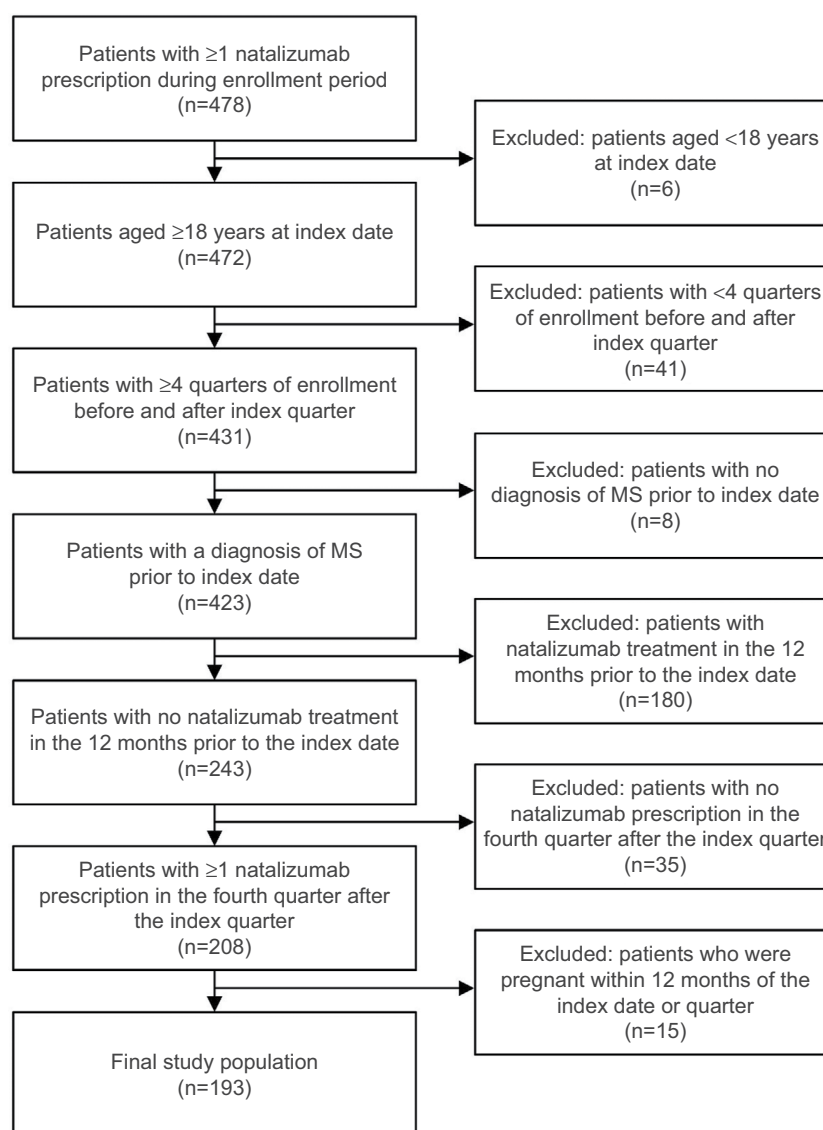 Patients with ≥1 natalizumab
prescription during enrollment period
(n=478)
Excluded: patients aged <18 years
at index date
(n=6)
Patients aged ≥18 years at index date
(n=472)
Excluded: patients with <4 quarters
of enrollment before and after
index quarter
(n=41)
Patients with ≥4 quarters of enrollment
before and after index quarter
(n=431)
Excluded: patients with no
diagnosis of MS prior to index date
(n=8)
Patients with a diagnosis of MS
prior to index date
(n=423)
Excluded: patients with
natalizumab treatment in the 12
months prior to the index date
(n=180)
Patients with no natalizumab treatment
in the 12 months prior to the index date
(n=243)
Excluded: patients with no
natalizumab prescription in the
fourth quarter after the index quarter
(n=35)
Patients with ≥1 natalizumab
prescription in the fourth quarter after
the index quarter
(n=208)
Excluded: patients who were
pregnant within 12 months of the
index date or quarter
(n=15)
Final study population
(n=193)